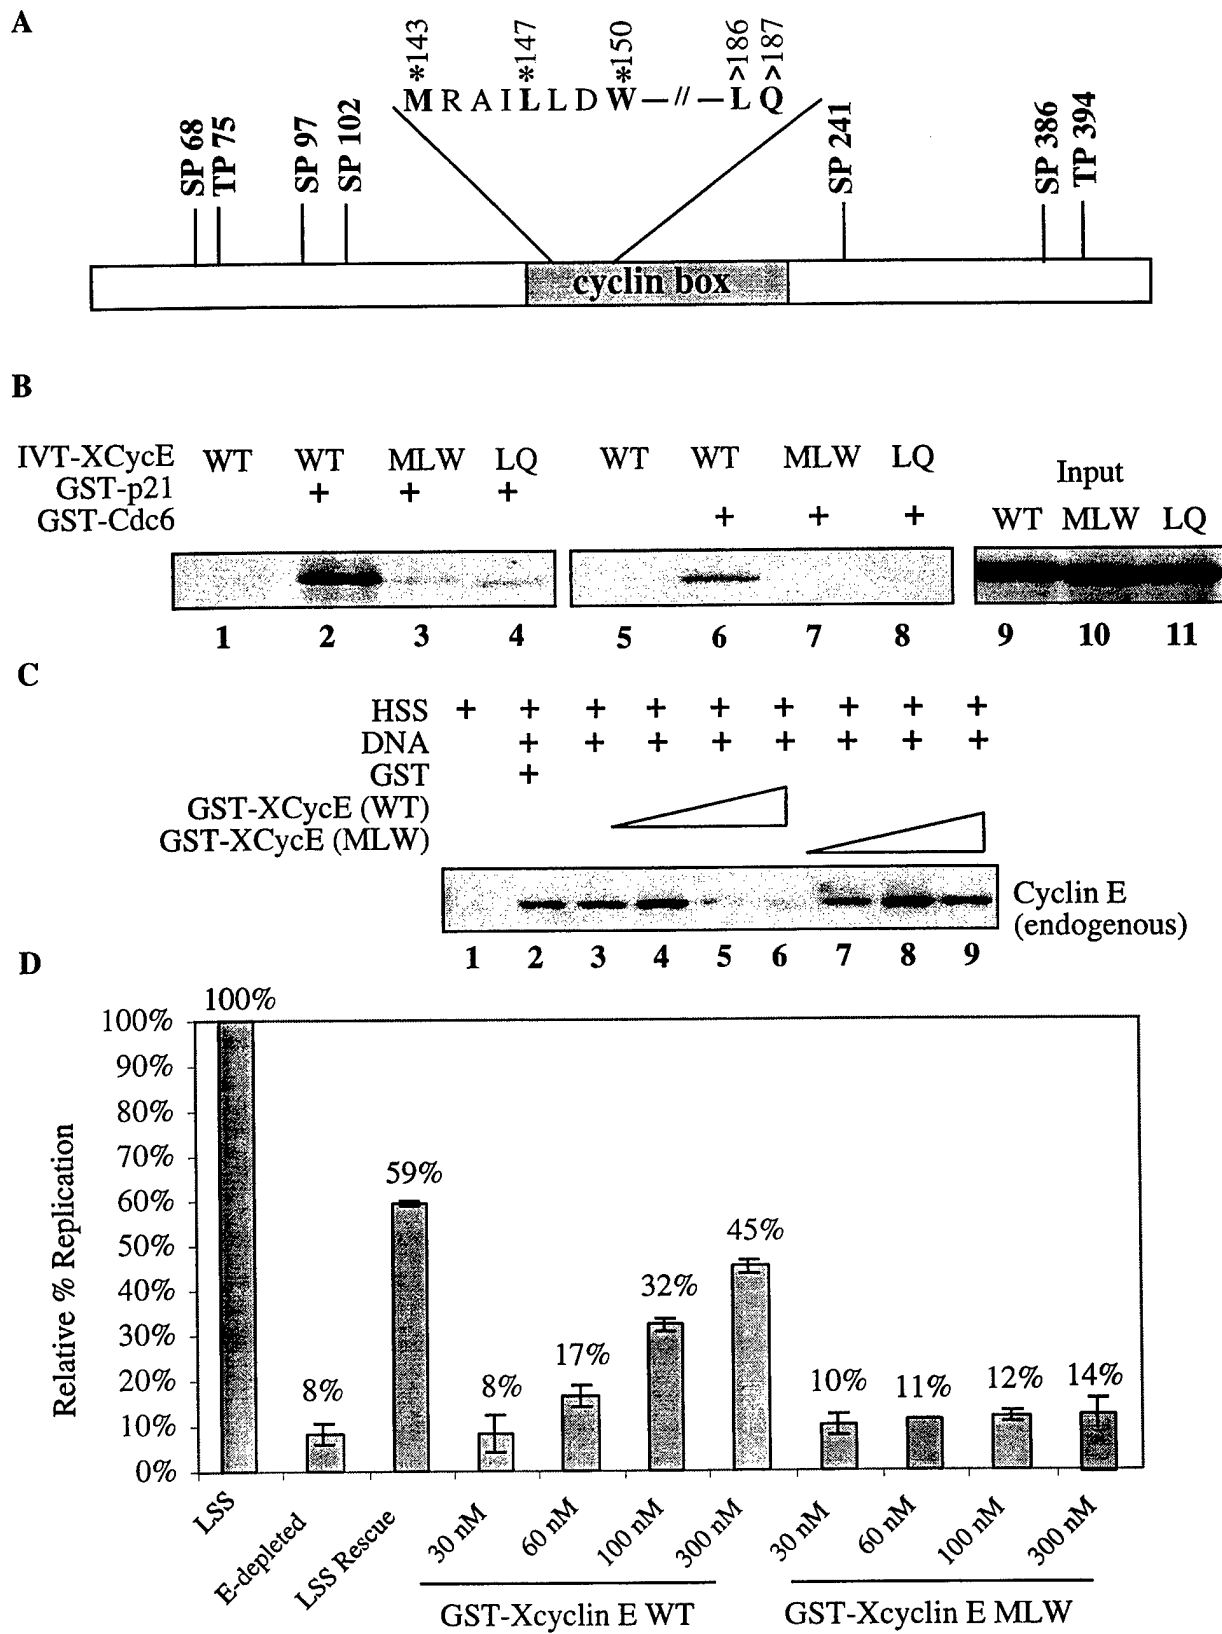 A
*143 *147 *150 >186 >187
M R A I L L D W — // — L Q
SP 68 TP 75 SP 97 SP 102 SP 241 SP 386 TP 394
cyclin box
B
IVT-XCycE WT WT MLW LQ WT WT MLW LQ Input
GST-p21 + + +
GST-Cdc6 + + + WT MLW LQ
1 2 3 4 5 6 7 8 9 10 11
C
HSS + + + + + + + + +
DNA + + + + + + + +
GST +
GST-XCycE (WT)
GST-XCycE (MLW)
Cyclin E
(endogenous)
1 2 3 4 5 6 7 8 9
D
Relative % Replication
100%
90%
80%
70%
60%
50%
40%
30%
20%
10%
0%
100% 8% 59% 8% 17% 32% 45% 10% 11% 12% 14%
LSS E-depleted LSS Rescue 30 nM 60 nM 100 nM 300 nM 30 nM 60 nM 100 nM 300 nM
GST-Xcyclin E WT GST-Xcyclin E MLW